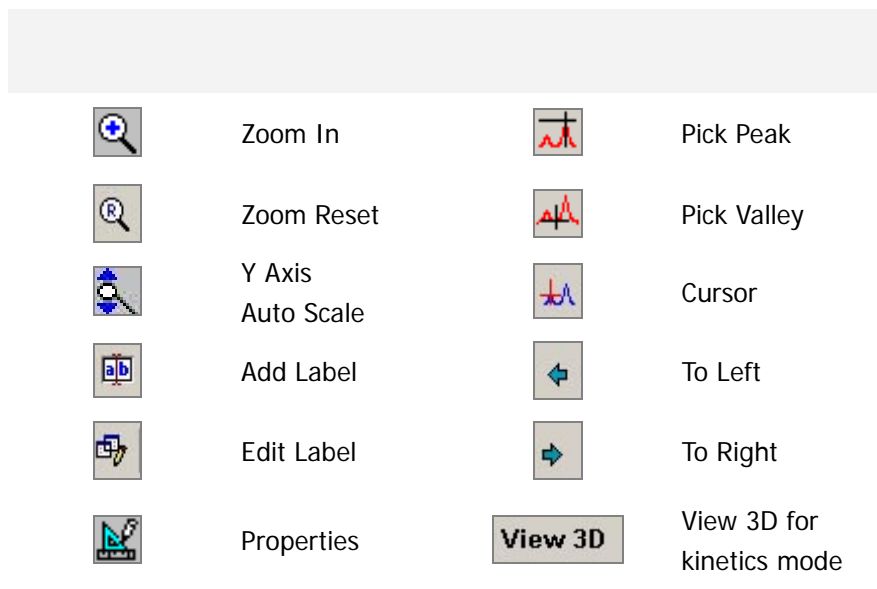 Zoom In
Pick Peak
R
Zoom Reset
Pick Valley
Y Axis
Auto Scale
Cursor
ab
Add Label
To Left
Edit Label
To Right
Properties
View 3D
View 3D for
kinetics mode